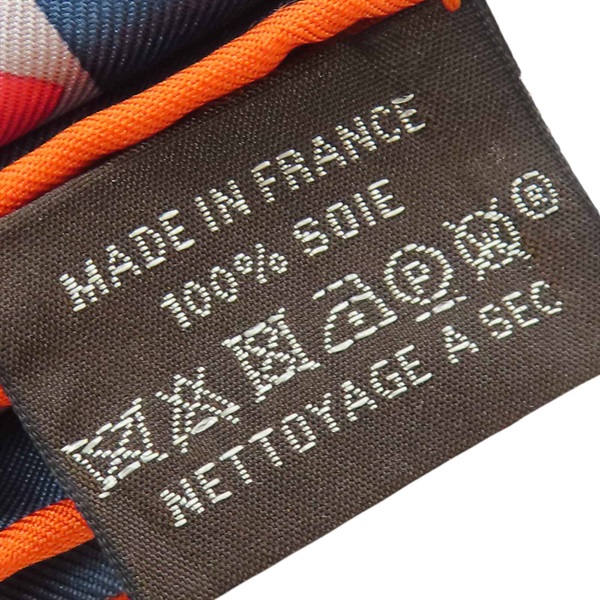 MADE IN FRANCE
100% SOIE
NETTOYAGE A SEC